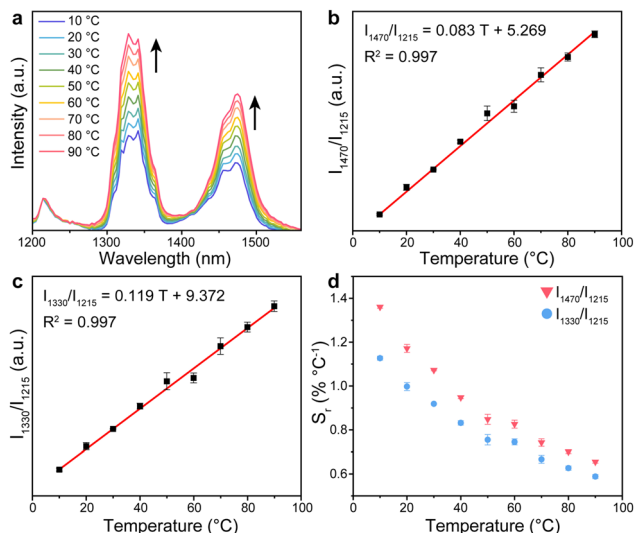 a
10 °C
20 °C
30 °C
40 °C
50 °C
60 °C
70 °C
80 °C
90 °C
Intensity (a.u.)
1200 1300 1400 1500
Wavelength (nm)
b
I1470/I1215 = 0.083 T + 5.269
R² = 0.997
I1470/I1215 (a.u.)
0 20 40 60 80 100
Temperature (°C)
c
I1330/I1215 = 0.119 T + 9.372
R² = 0.997
I1330/I1215 (a.u.)
0 20 40 60 80 100
Temperature (°C)
d
I1470/I1215
I1330/I1215
Sr (% °C-1)
1.4
1.2
1.0
0.8
0.6
0 20 40 60 80 100
Temperature (°C)